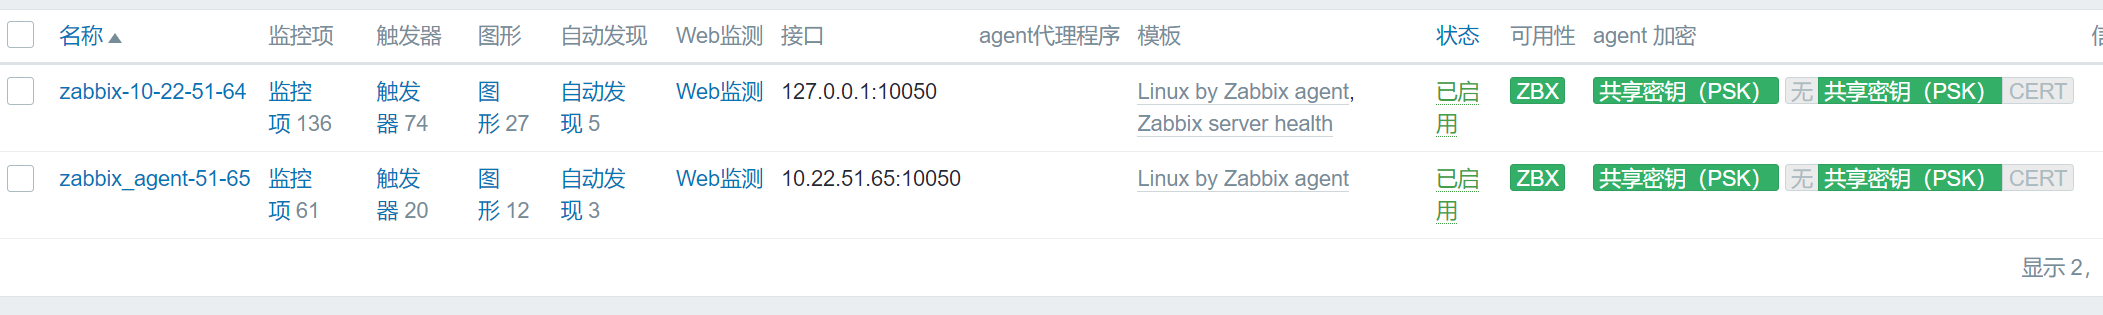 名称 监控项 触发器 图形 自动发现 Web监测 接口 agent代理程序 模板 状态 可用性 agent 加密
zabbix-10-22-51-64 监控 触发 图 自动发 Web监测 127.0.0.1:10050 Linux by Zabbix agent, 已启 ZBX 共享密钥（PSK） 无 共享密钥（PSK） CERT
项 136 器 74 形 27 现 5 Zabbix server health 用
zabbix_agent-51-65 监控 触发 图 自动发 Web监测 10.22.51.65:10050 Linux by Zabbix agent 已启 ZBX 共享密钥（PSK） 无 共享密钥（PSK） CERT
项 61 器 20 形 12 现 3 用
显示 2,